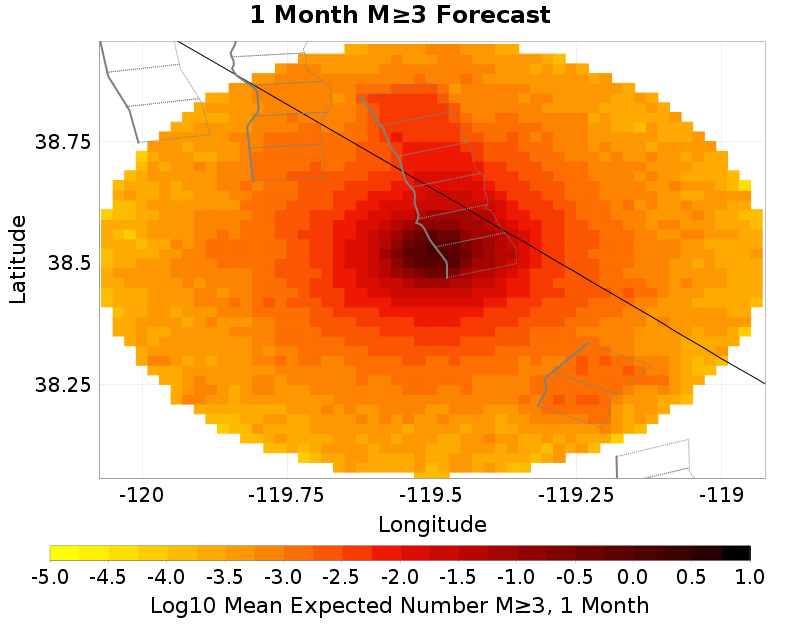 1 Month M≥3 Forecast
38.75
38.5
38.25
Latitude
-120 -119.75 -119.5 -119.25 -119
Longitude
-5.0 -4.5 -4.0 -3.5 -3.0 -2.5 -2.0 -1.5 -1.0 -0.5 0.0 0.5 1.0
Log10 Mean Expected Number M≥3, 1 Month